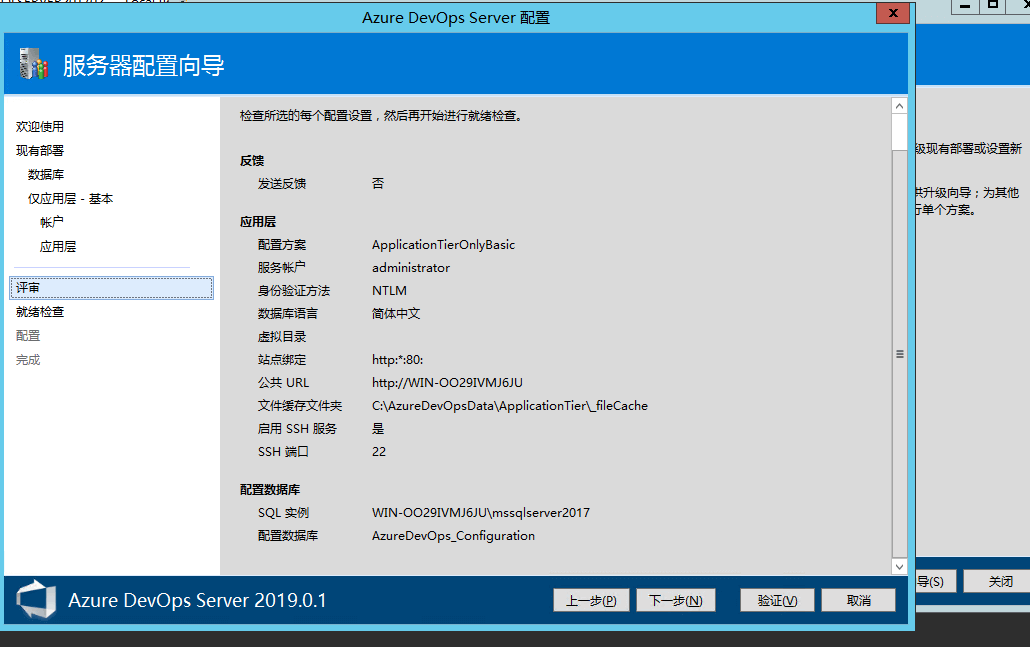 Azure DevOps Server 配置
服务器配置向导
欢迎使用
现有部署
数据库
仅应用层 - 基本
帐户
应用层
评审
就绪检查
配置
完成
检查所选的每个配置设置，然后再开始进行就绪检查。
反馈
发送反馈 否
应用层
配置方案 ApplicationTierOnlyBasic
服务帐户 administrator
身份验证方法 NTLM
数据库语言 简体中文
虚拟目录
站点绑定 http:*:80:
公共 URL http://WIN-OO29IVMJ6JU
文件缓存文件夹 C:\AzureDevOpsData\ApplicationTier\_fileCache
启用 SSH 服务 是
SSH 端口 22
配置数据库
SQL 实例 WIN-OO29IVMJ6JU\mssqlserver2017
配置数据库 AzureDevOps_Configuration
级现有部署或设置新
供升级向导；为其他
行单个方案。
Azure DevOps Server 2019.0.1
上一步(P)
下一步(N)
验证(V)
取消
导(S)
关闭